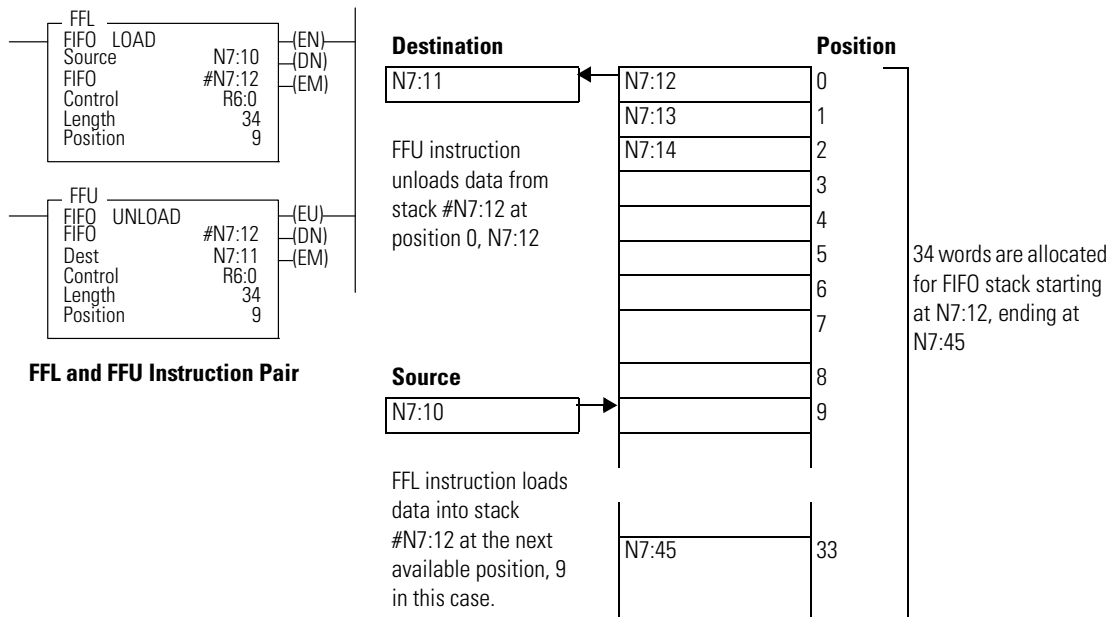 FFL
FIFO LOAD
Source N7:10
FIFO #N7:12
Control R6:0
Length 34
Position 9
(EN)
(DN)
(EM)
FFU
FIFO UNLOAD
FIFO #N7:12
Dest N7:11
Control R6:0
Length 34
Position 9
(EU)
(DN)
(EM)
FFL and FFU Instruction Pair
Destination
N7:11
FFU instruction
unloads data from
stack #N7:12 at
position 0, N7:12
Source
N7:10
FFL instruction loads
data into stack
#N7:12 at the next
available position, 9
in this case.
Position
N7:12 0
N7:13 1
N7:14 2
3
4
5
6
7
8
9
N7:45 33
34 words are allocated
for FIFO stack starting
at N7:12, ending at
N7:45